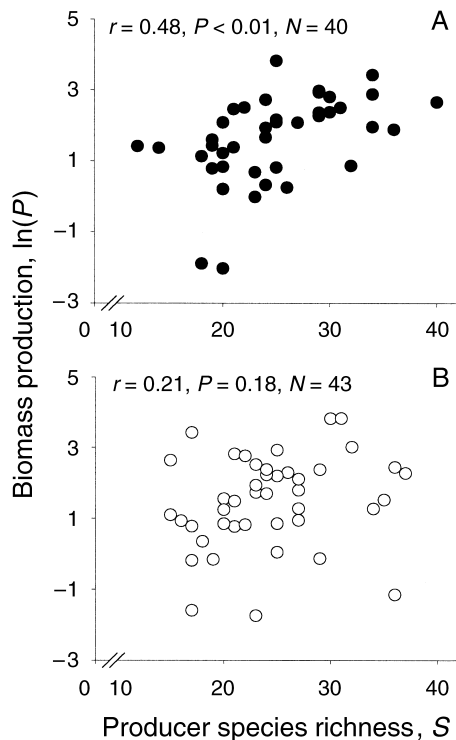 A
r = 0.48, P < 0.01, N = 40
5
3
1
−1
−3
0 10 20 30 40
B
r = 0.21, P = 0.18, N = 43
5
3
1
−1
−3
0 10 20 30 40
Biomass production, ln(P)
Producer species richness, S